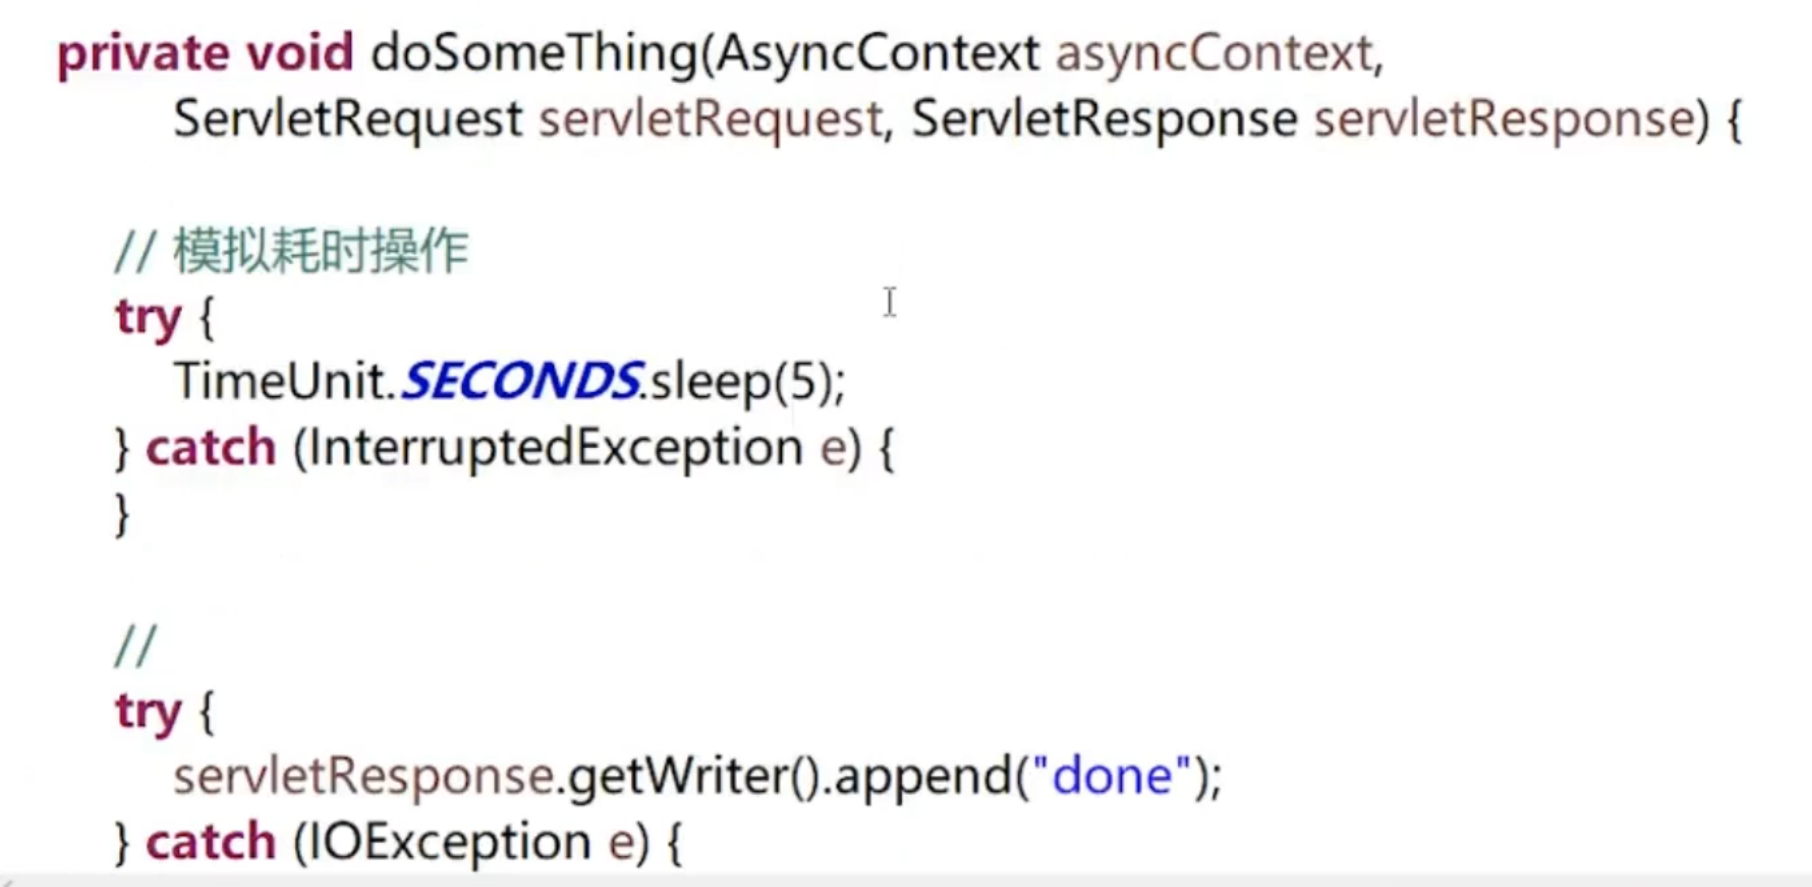 private void doSomeThing(AsyncContext asyncContext,
ServletRequest servletRequest, ServletResponse servletResponse) {
// 模拟耗时操作
try {
TimeUnit.SECONDS.sleep(5);
} catch (InterruptedException e) {
}
//
try {
servletResponse.getWriter().append("done");
} catch (IOException e) {